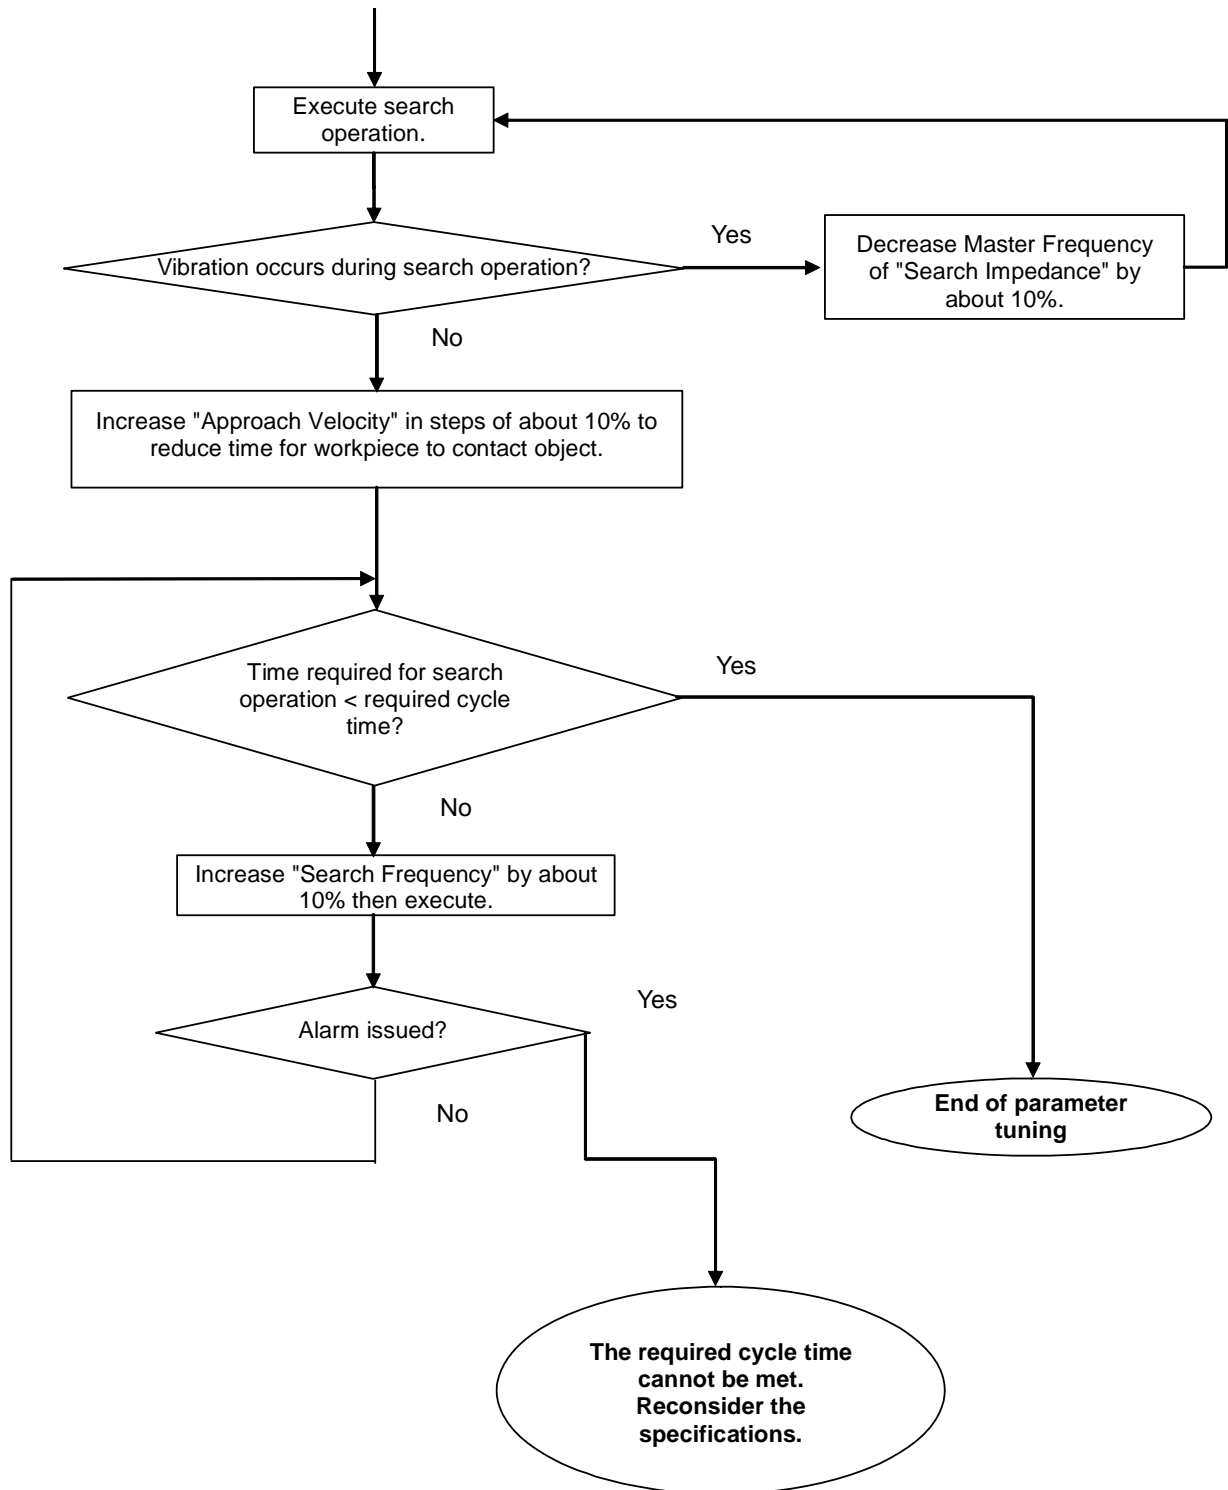 Execute search
operation.
Yes
Vibration occurs during search operation?
Decrease Master Frequency
of "Search Impedance" by
about 10%.
No
Increase "Approach Velocity" in steps of about 10% to
reduce time for workpiece to contact object.
Time required for search
operation < required cycle
time?
Yes
No
Increase "Search Frequency" by about
10% then execute.
Yes
Alarm issued?
No
End of parameter
tuning
The required cycle time
cannot be met.
Reconsider the
specifications.